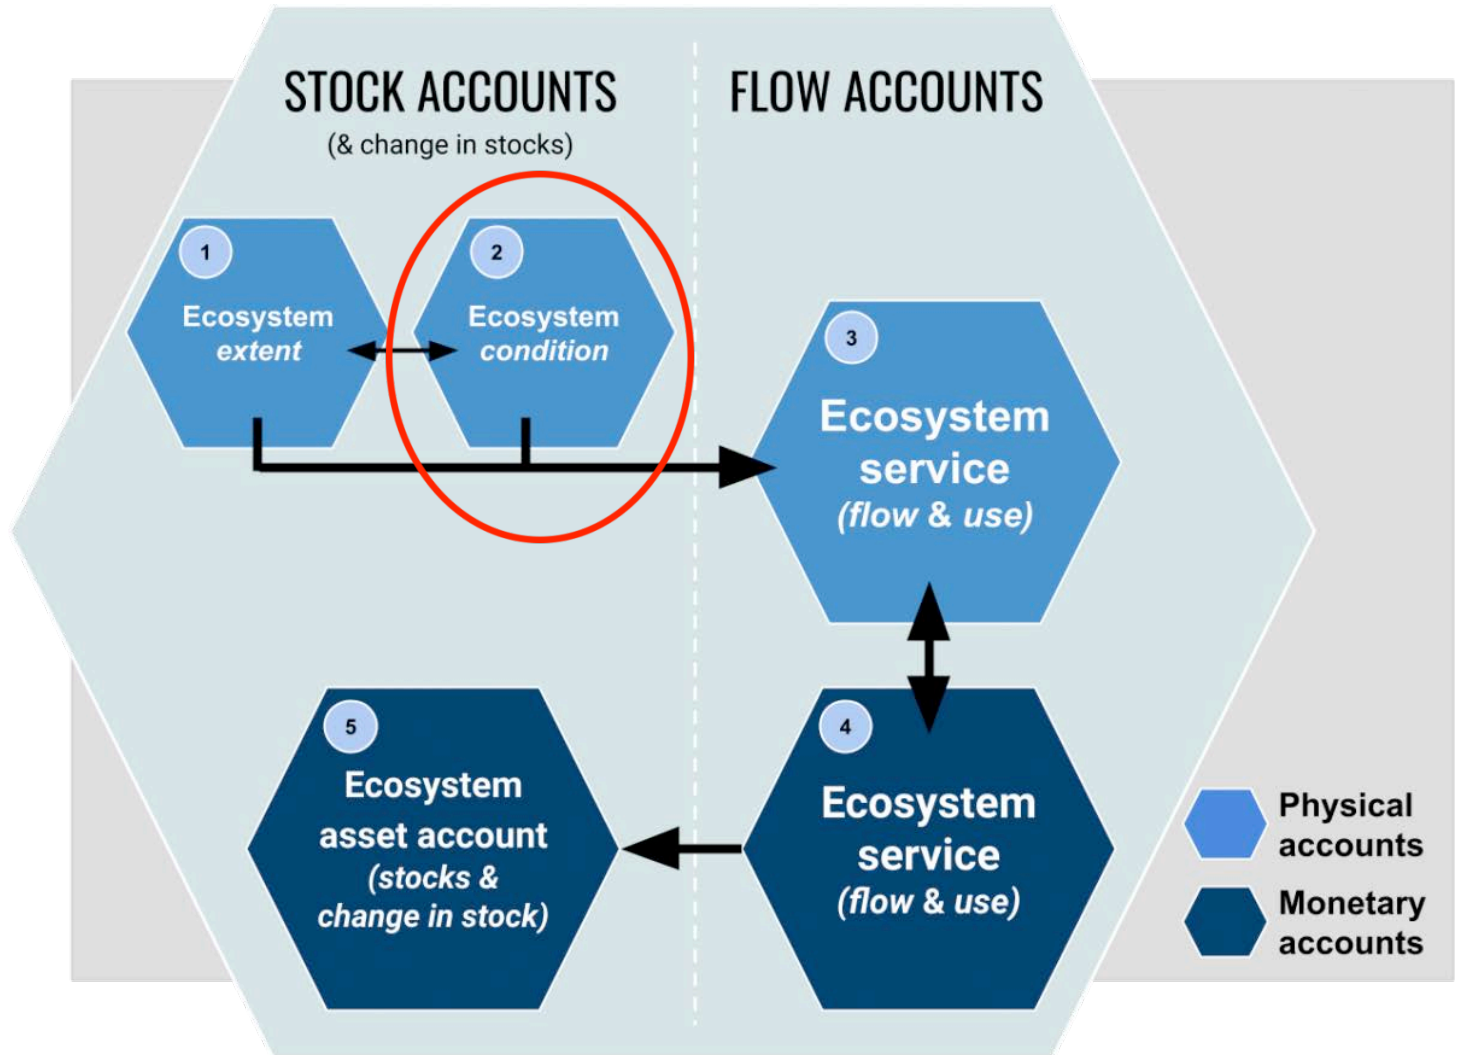 STOCK ACCOUNTS
(& change in stocks)
FLOW ACCOUNTS
1
Ecosystem
extent
2
Ecosystem
condition
3
Ecosystem
service
(flow & use)
5
Ecosystem
asset account
(stocks &
change in stock)
4
Ecosystem
service
(flow & use)
Physical
accounts
Monetary
accounts